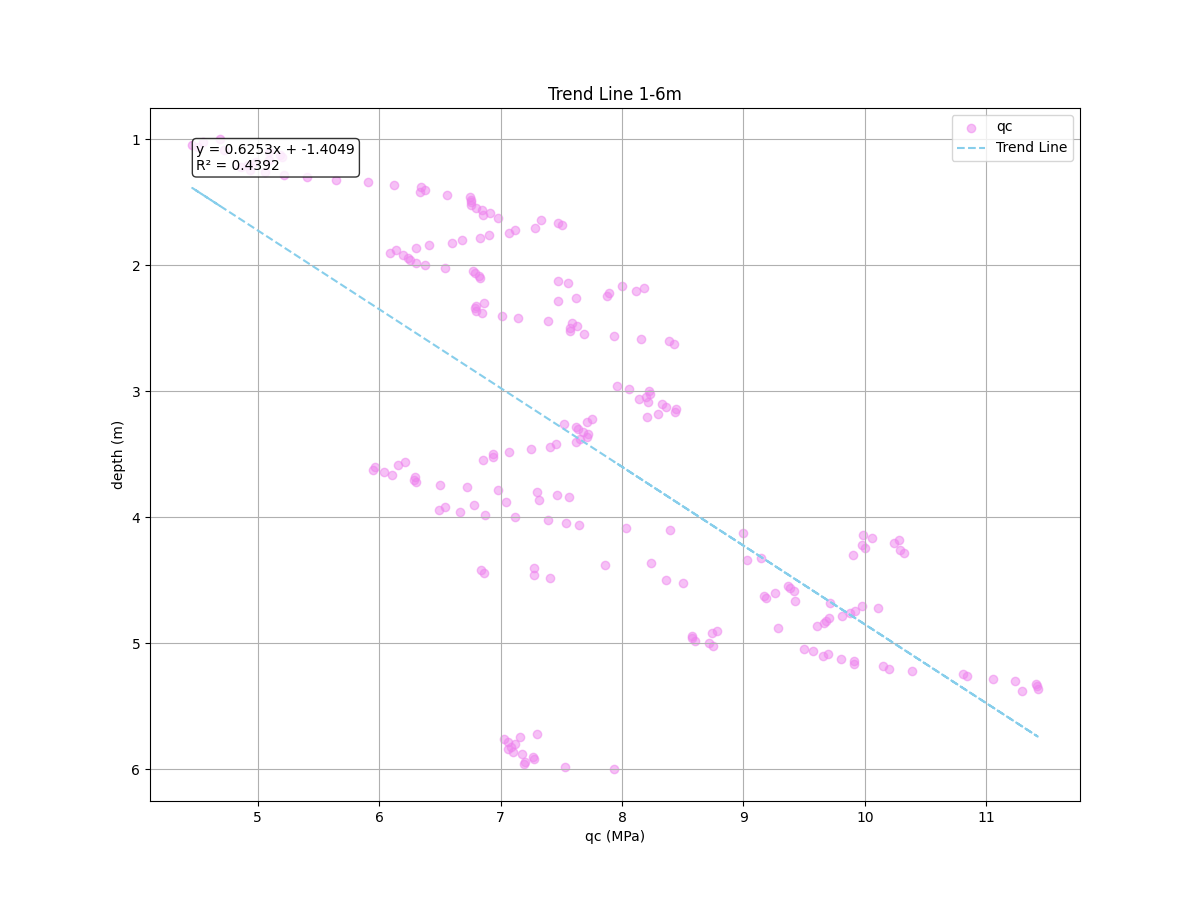 Trend Line 1-6m
y = 0.6253x + -1.4049
R² = 0.4392
qc
Trend Line
depth (m)
1
2
3
4
5
6
5
6
7
8
9
10
11
qc (MPa)